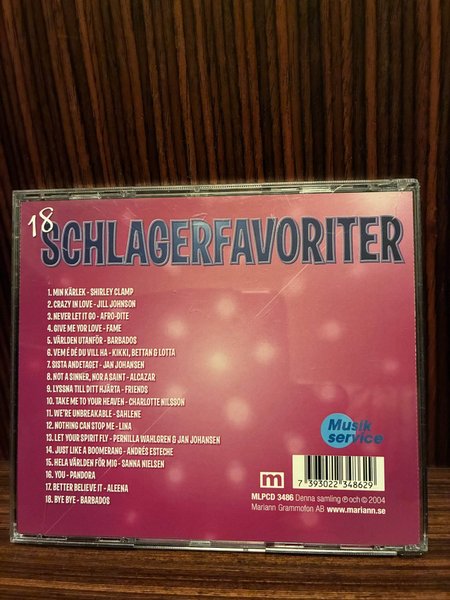 18
SCHLAGERFAVORITER
1. MIN KÄRLEK - SHIRLEY CLAMP
2. CRAZY IN LOVE - JILL JOHNSON
3. NEVER LET IT GO - AFRO-DITE
4. GIVE ME YOR LOVE - FAME
5. VÄRLDEN UTANFÖR - BARBADOS
6. VEM É DÉ DU VILL HA - KIKKI, BETTAN & LOTTA
7. SISTA ANDETAGET - JAN JOHANSEN
8. NOT A SINNER, NOR A SAINT - ALCAZAR
9. LYSSNA TILL DITT HJÄRTA - FRIENDS
10. TAKE ME TO YOUR HEAVEN - CHARLOTTE NILSSON
11. WE'RE UNBREAKABLE - SAHLENE
12. NOTHING CAN STOP ME - LINA
13. LET YOUR SPIRIT FLY - PERNILLA WAHLGREN & JAN JOHANSEN
14. JUST LIKE A BOOMERANG - ANDRÉS ESTECHE
15. HELA VÄRLDEN FÖR MIG - SANNA NIELSEN
16. YOU - PANDORA
17. BETTER BELIEVE IT - ALEENA
18. BYE BYE - BARBADOS
Musik
service
m
7 393022 348629
MLPCD 3486 Denna samling ℗ och © 2004
Mariann Grammofon AB www.mariann.se